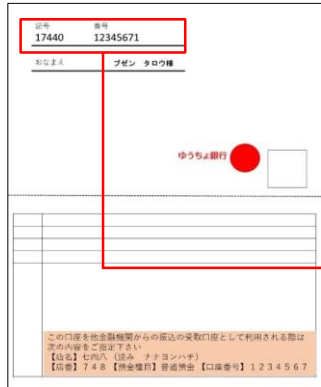 記号 番号
17440 12345671
おなまえ ブゼン タロウ様
ゆうちょ銀行
この口座を他金融機関からの振込の受取口座として利用される際は
次の内容をご指定下さい
【店名】七四八 (読み ナナヨンハチ)
【店番】748 【預金種目】普通預金 【口座番号】1234567